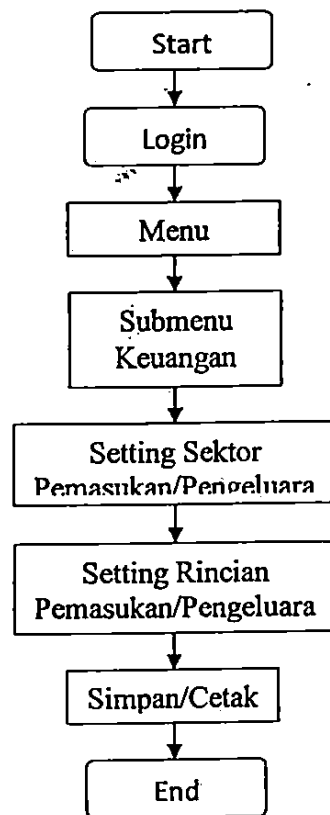 Start
Login
Menu
Submenu
Keuangan
Setting Sektor
Pemasukan/Pengeluara
Setting Rincian
Pemasukan/Pengeluara
Simpan/Cetak
End